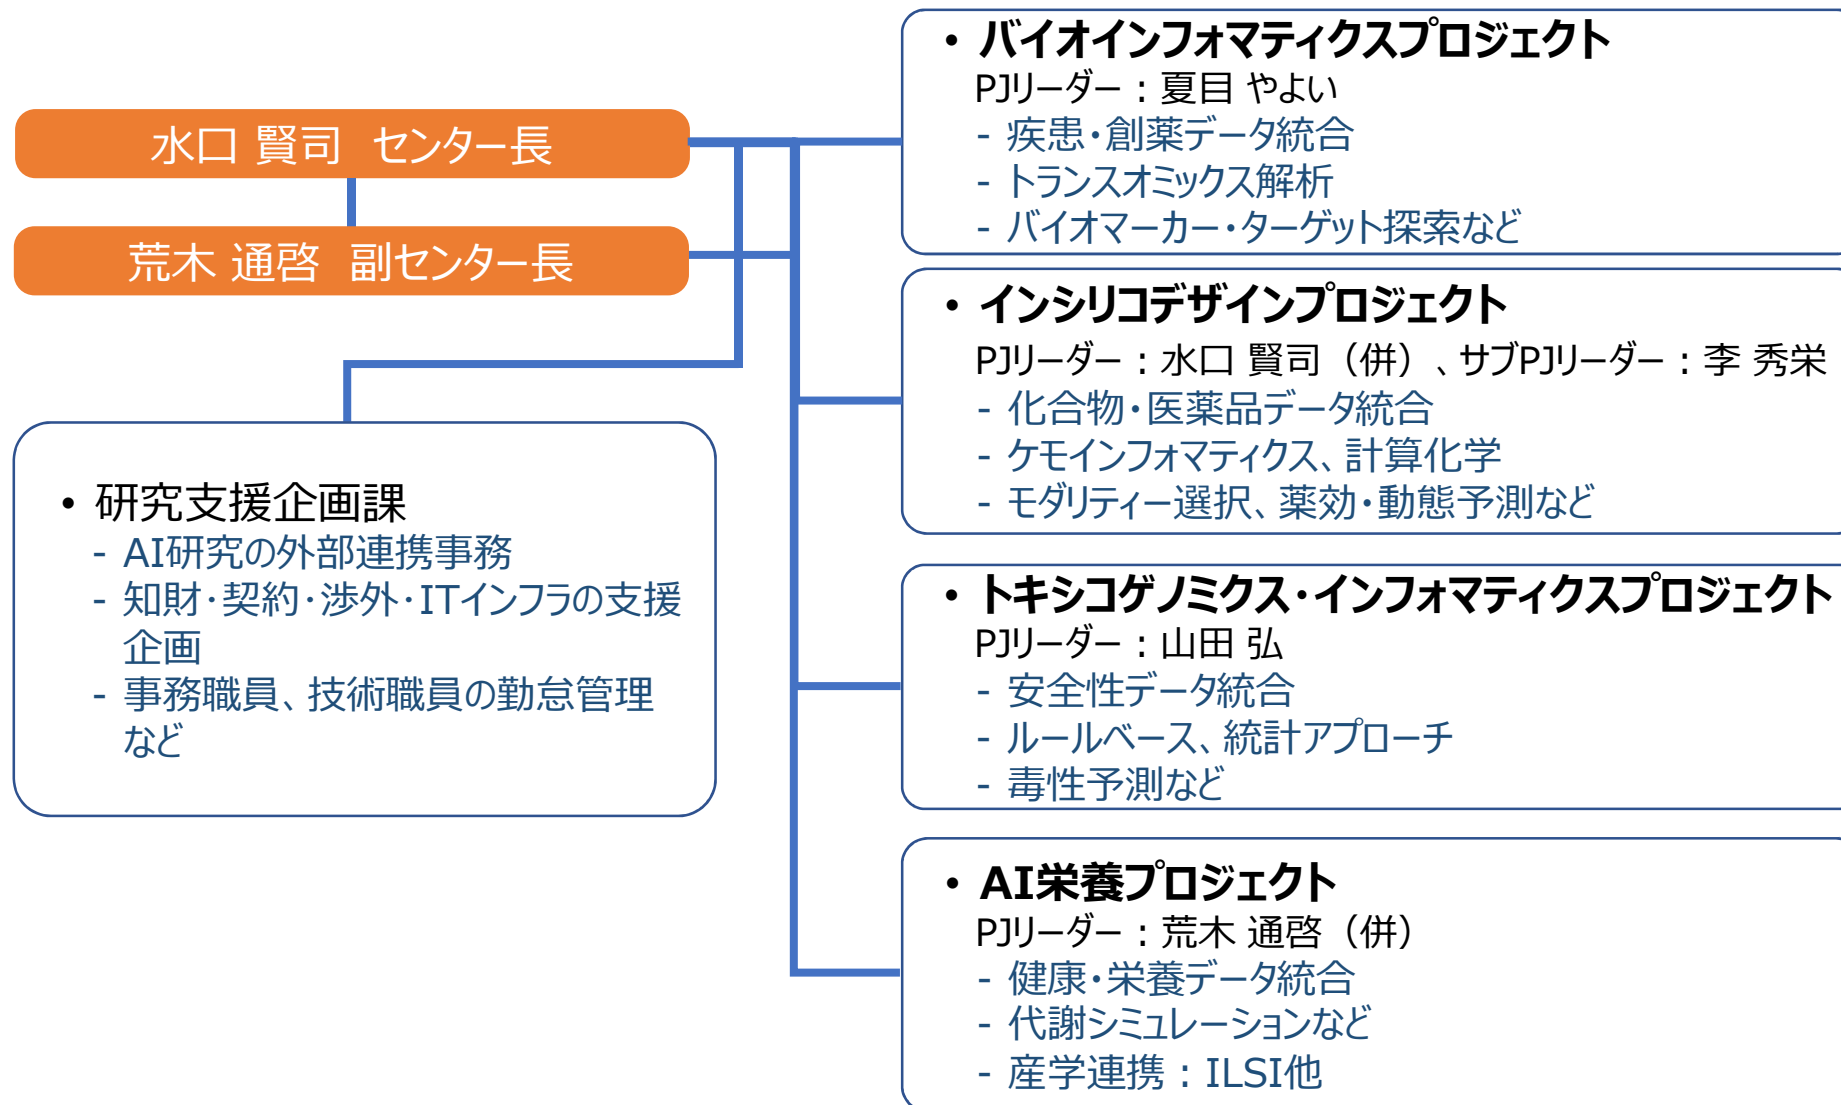 水口 賢司 センター長
荒木 通啓 副センター長
• 研究支援企画課
- AI研究の外部連携事務
- 知財・契約・渉外・ITインフラの支援
企画
- 事務職員、技術職員の勤怠管理
など
• バイオインフォマティクスプロジェクト
PJリーダー：夏目 やよい
- 疾患・創薬データ統合
- トランスオミックス解析
- バイオマーカー・ターゲット探索など
• インシリコデザインプロジェクト
PJリーダー：水口 賢司（併）、サブPJリーダー：李 秀栄
- 化合物・医薬品データ統合
- ケモインフォマティクス、計算化学
- モダリティー選択、薬効・動態予測など
• トキシコゲノミクス・インフォマティクスプロジェクト
PJリーダー：山田 弘
- 安全性データ統合
- ルールベース、統計アプローチ
- 毒性予測など
• AI栄養プロジェクト
PJリーダー：荒木 通啓（併）
- 健康・栄養データ統合
- 代謝シミュレーションなど
- 産学連携：ILSI他